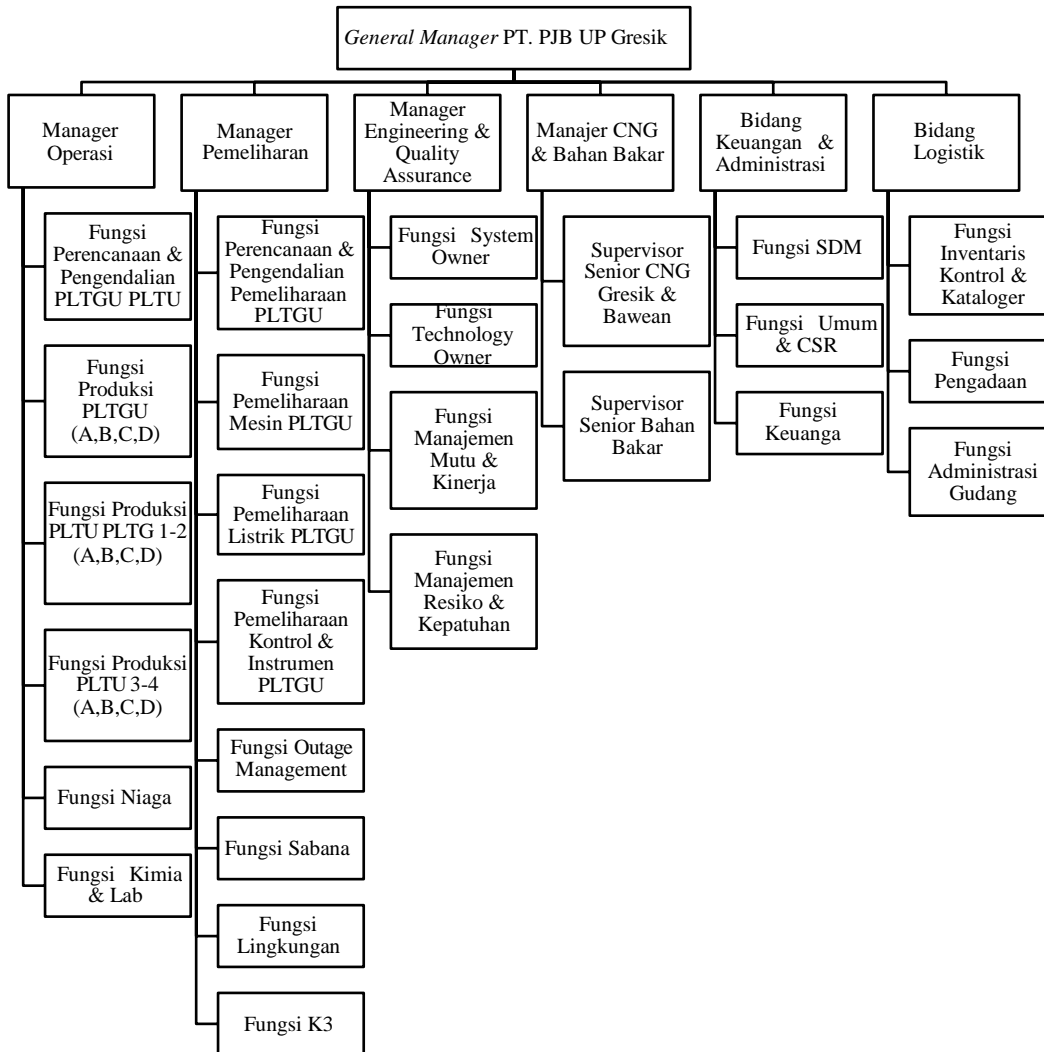 General Manager PT. PJB UP Gresik
Manager
Operasi
Fungsi
Perencanaan &
Pengendalian
PLTGU PLTU
Fungsi
Produksi
PLTGU
(A,B,C,D)
Fungsi Produksi
PLTU PLTG 1-2
(A,B,C,D)
Fungsi Produksi
PLTU 3-4
(A,B,C,D)
Fungsi Niaga
Fungsi Kimia
& Lab
Manager
Pemeliharan
Fungsi
Perencanaan &
Pengendalian
Pemeliharaan
PLTGU
Fungsi
Pemeliharaan
Mesin PLTGU
Fungsi
Pemeliharaan
Listrik PLTGU
Fungsi
Pemeliharaan
Kontrol &
Instrumen
PLTGU
Fungsi Outage
Management
Fungsi Sabana
Fungsi
Lingkungan
Fungsi K3
Manager
Engineering &
Quality
Assurance
Fungsi System
Owner
Fungsi
Technology
Owner
Fungsi
Manajemen
Mutu &
Kinerja
Fungsi
Manajemen
Resiko &
Kepatuhan
Manajer CNG
& Bahan Bakar
Supervisor
Senior CNG
Gresik &
Bawean
Supervisor
Senior Bahan
Bakar
Bidang
Keuangan &
Administrasi
Fungsi SDM
Fungsi Umum
& CSR
Fungsi
Keuanga
Bidang
Logistik
Fungsi
Inventaris
Kontrol &
Kataloger
Fungsi
Pengadaan
Fungsi
Administrasi
Gudang